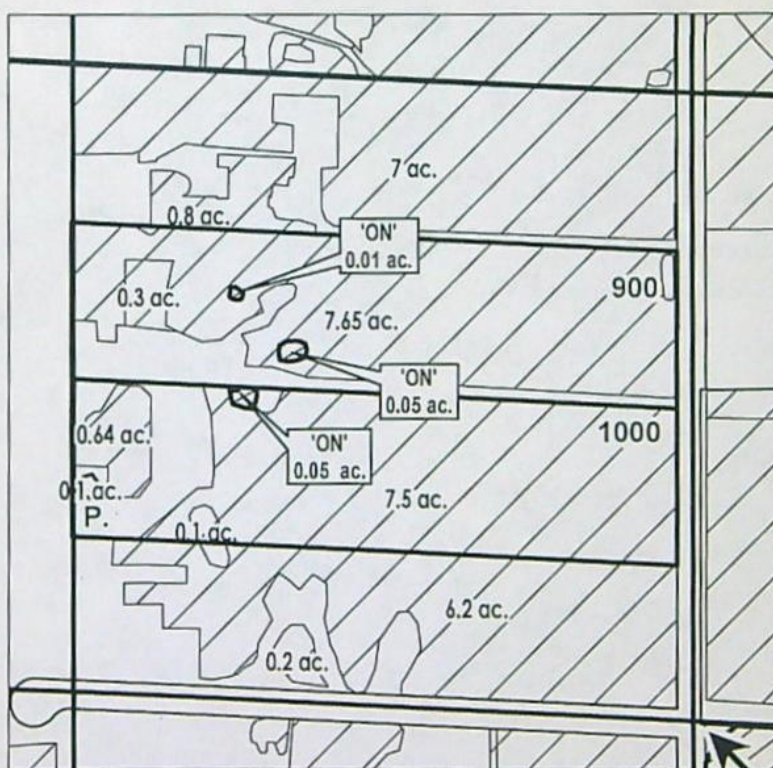 7 ac.
0.8 ac.
'ON'
0.01 ac.
0.3 ac.
900
7.65 ac.
'ON'
0.05 ac.
0.64 ac.
1000
'ON'
0.05 ac.
0.1 ac.
7.5 ac.
P.
0.1 ac.
6.2 ac.
0.2 ac.